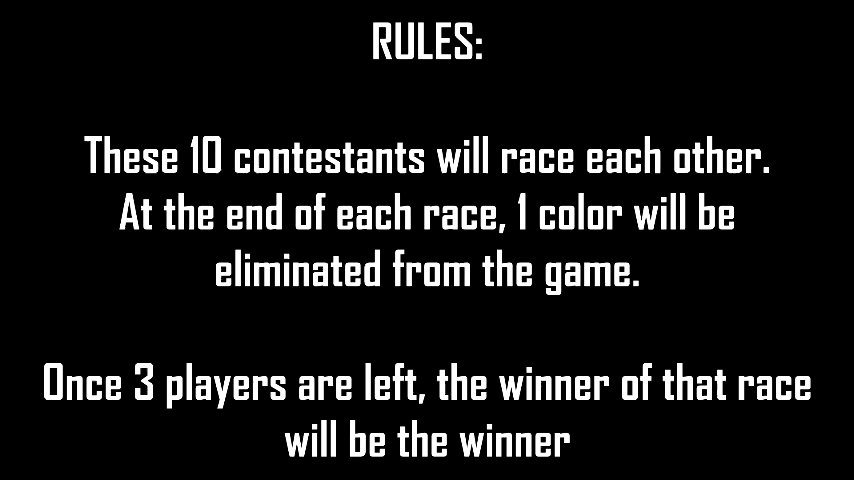 RULES:
These 10 contestants will race each other.
At the end of each race, 1 color will be
eliminated from the game.
Once 3 players are left, the winner of that race
will be the winner